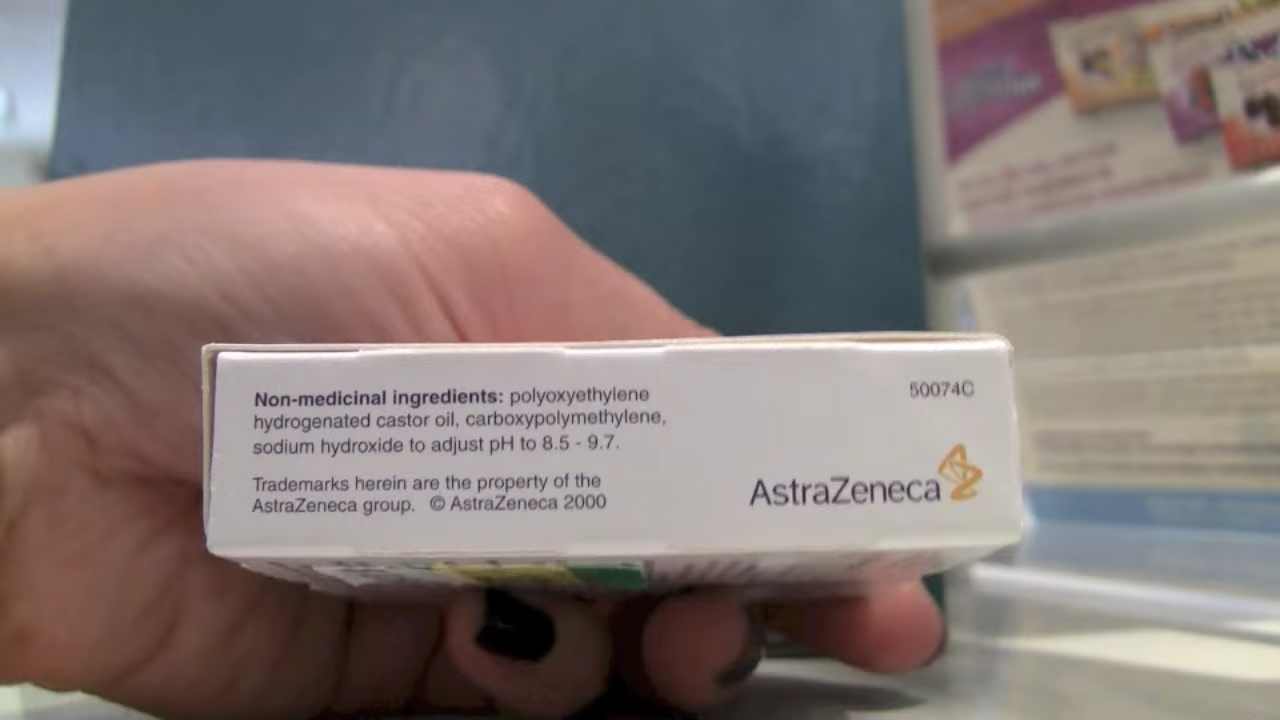 Non-medicinal ingredients: polyoxyethylene
hydrogenated castor oil, carboxypolymethylene,
sodium hydroxide to adjust pH to 8.5 - 9.7.
Trademarks herein are the property of the
AstraZeneca group. © AstraZeneca 2000
50074C
AstraZeneca